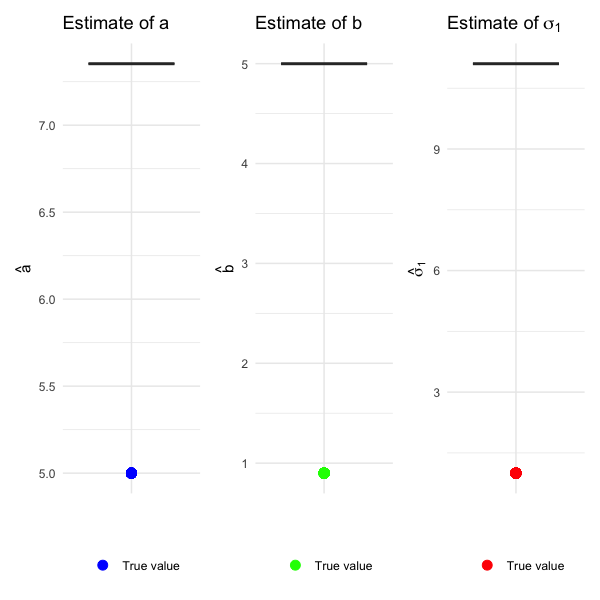 Estimate of a
Estimate of b
Estimate of σ₁
â
7.0
6.5
6.0
5.5
5.0
b̂
5
4
3
2
1
σ̂₁
9
6
3
True value
True value
True value